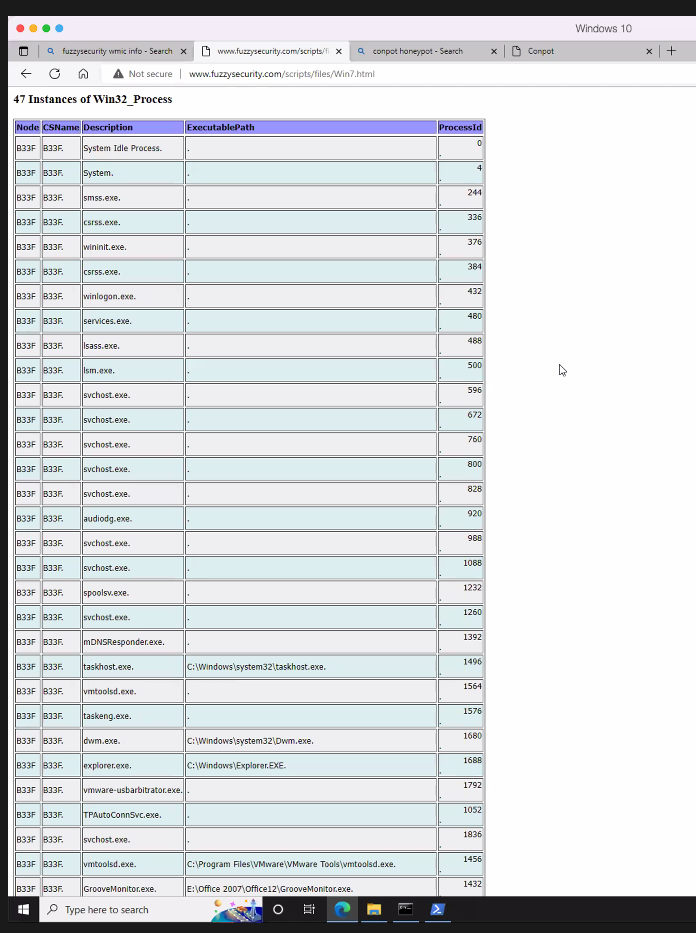 Windows 10
fuzzysecurity wmic info - Search
www.fuzzysecurity.com/scripts/fi
conpot honeypot - Search
Conpot
Not secure | www.fuzzysecurity.com/scripts/files/Win7.html
47 Instances of Win32_Process
Node CSName Description ExecutablePath ProcessId
B33F B33F. System Idle Process. . 0
B33F B33F. System. . 4
B33F B33F. smss.exe. . 244
B33F B33F. csrss.exe. . 336
B33F B33F. wininit.exe. . 376
B33F B33F. csrss.exe. . 384
B33F B33F. winlogon.exe. . 432
B33F B33F. services.exe. . 480
B33F B33F. lsass.exe. . 488
B33F B33F. lsm.exe. . 500
B33F B33F. svchost.exe. . 596
B33F B33F. svchost.exe. . 672
B33F B33F. svchost.exe. . 760
B33F B33F. svchost.exe. . 800
B33F B33F. svchost.exe. . 828
B33F B33F. audiodg.exe. . 920
B33F B33F. svchost.exe. . 988
B33F B33F. svchost.exe. . 1088
B33F B33F. spoolsv.exe. . 1232
B33F B33F. svchost.exe. . 1260
B33F B33F. mDNSResponder.exe. . 1392
B33F B33F. taskhost.exe. C:\Windows\system32\taskhost.exe. 1496
B33F B33F. vmtoolsd.exe. . 1564
B33F B33F. taskeng.exe. . 1576
B33F B33F. dwm.exe. C:\Windows\system32\Dwm.exe. 1680
B33F B33F. explorer.exe. C:\Windows\Explorer.EXE. 1688
B33F B33F. vmware-usbarbitrator.exe. . 1792
B33F B33F. TPAutoConnSvc.exe. . 1052
B33F B33F. svchost.exe. . 1836
B33F B33F. vmtoolsd.exe. C:\Program Files\VMware\VMware Tools\vmtoolsd.exe. 1456
B33F B33F. GrooveMonitor.exe. E:\Office 2007\Office12\GrooveMonitor.exe. 1432
Type here to search